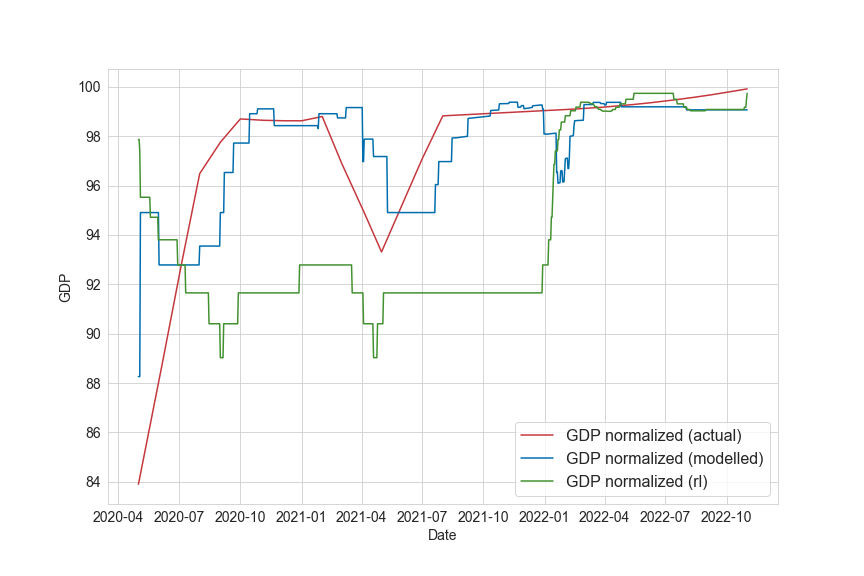 100
98
96
94
92
90
88
86
84
GDP
GDP normalized (actual)
GDP normalized (modelled)
GDP normalized (rl)
2020-04 2020-07 2020-10 2021-01 2021-04 2021-07 2021-10 2022-01 2022-04 2022-07 2022-10
Date